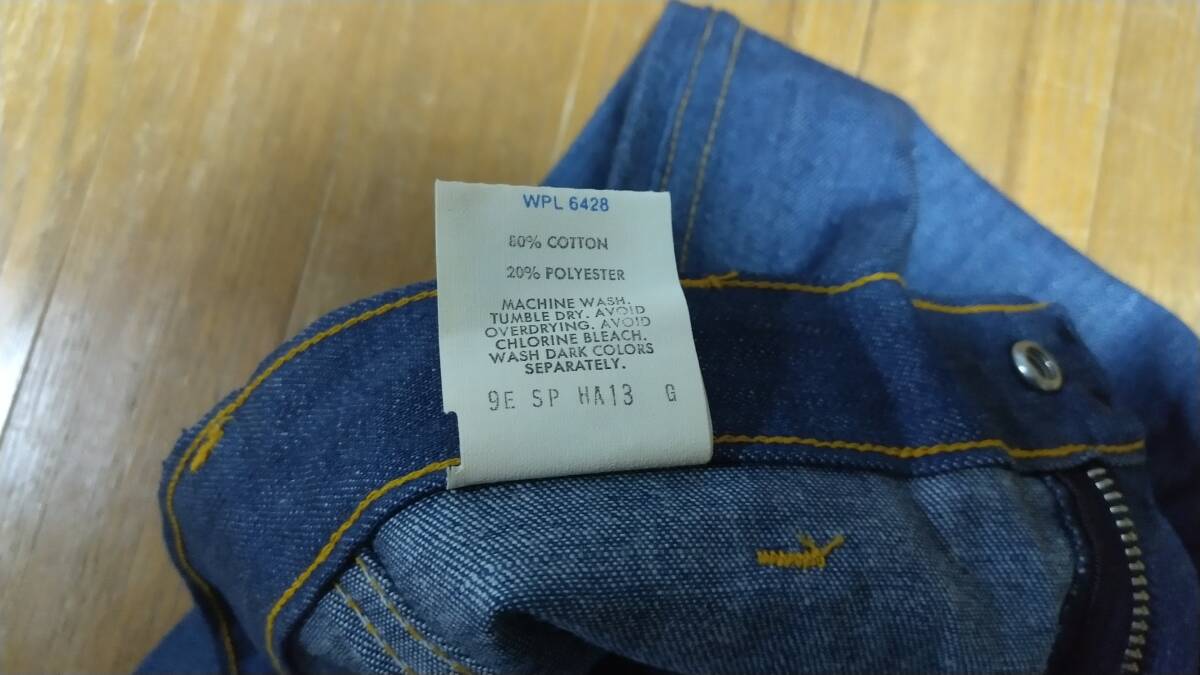 WPL 6428
80% COTTON
20% POLYESTER
MACHINE WASH.
TUMBLE DRY. AVOID
OVERDRYING. AVOID
CHLORINE BLEACH.
WASH DARK COLORS
SEPARATELY.
9E SP HA13 G